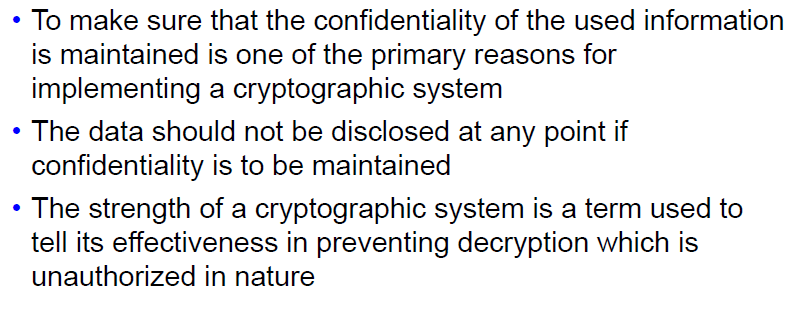 • To make sure that the confidentiality of the used information
is maintained is one of the primary reasons for
implementing a cryptographic system
• The data should not be disclosed at any point if
confidentiality is to be maintained
• The strength of a cryptographic system is a term used to
tell its effectiveness in preventing decryption which is
unauthorized in nature